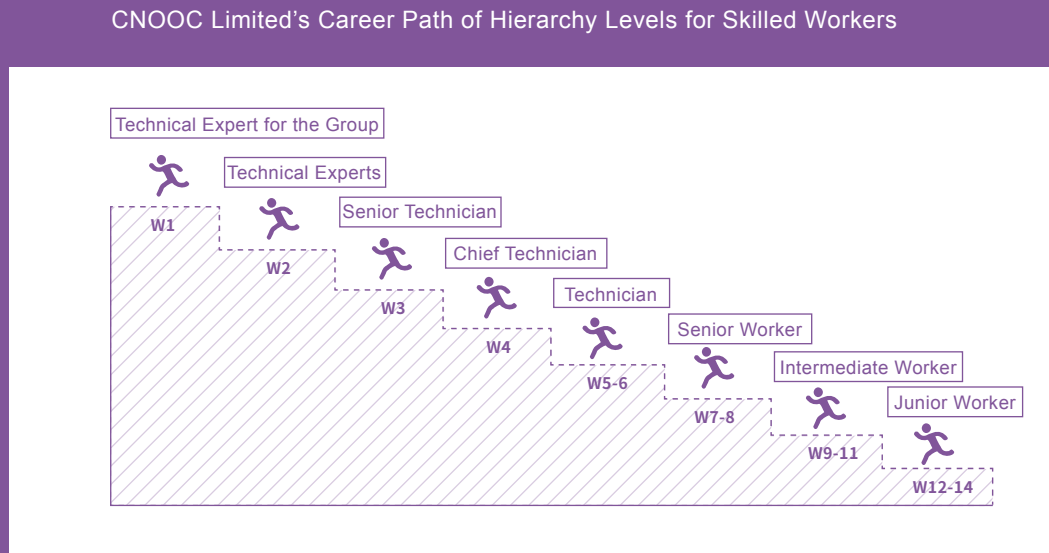 CNOOC Limited's Career Path of Hierarchy Levels for Skilled Workers
Technical Expert for the Group
W1
Technical Experts
W2
Senior Technician
W3
Chief Technician
W4
Technician
W5-6
Senior Worker
W7-8
Intermediate Worker
W9-11
Junior Worker
W12-14